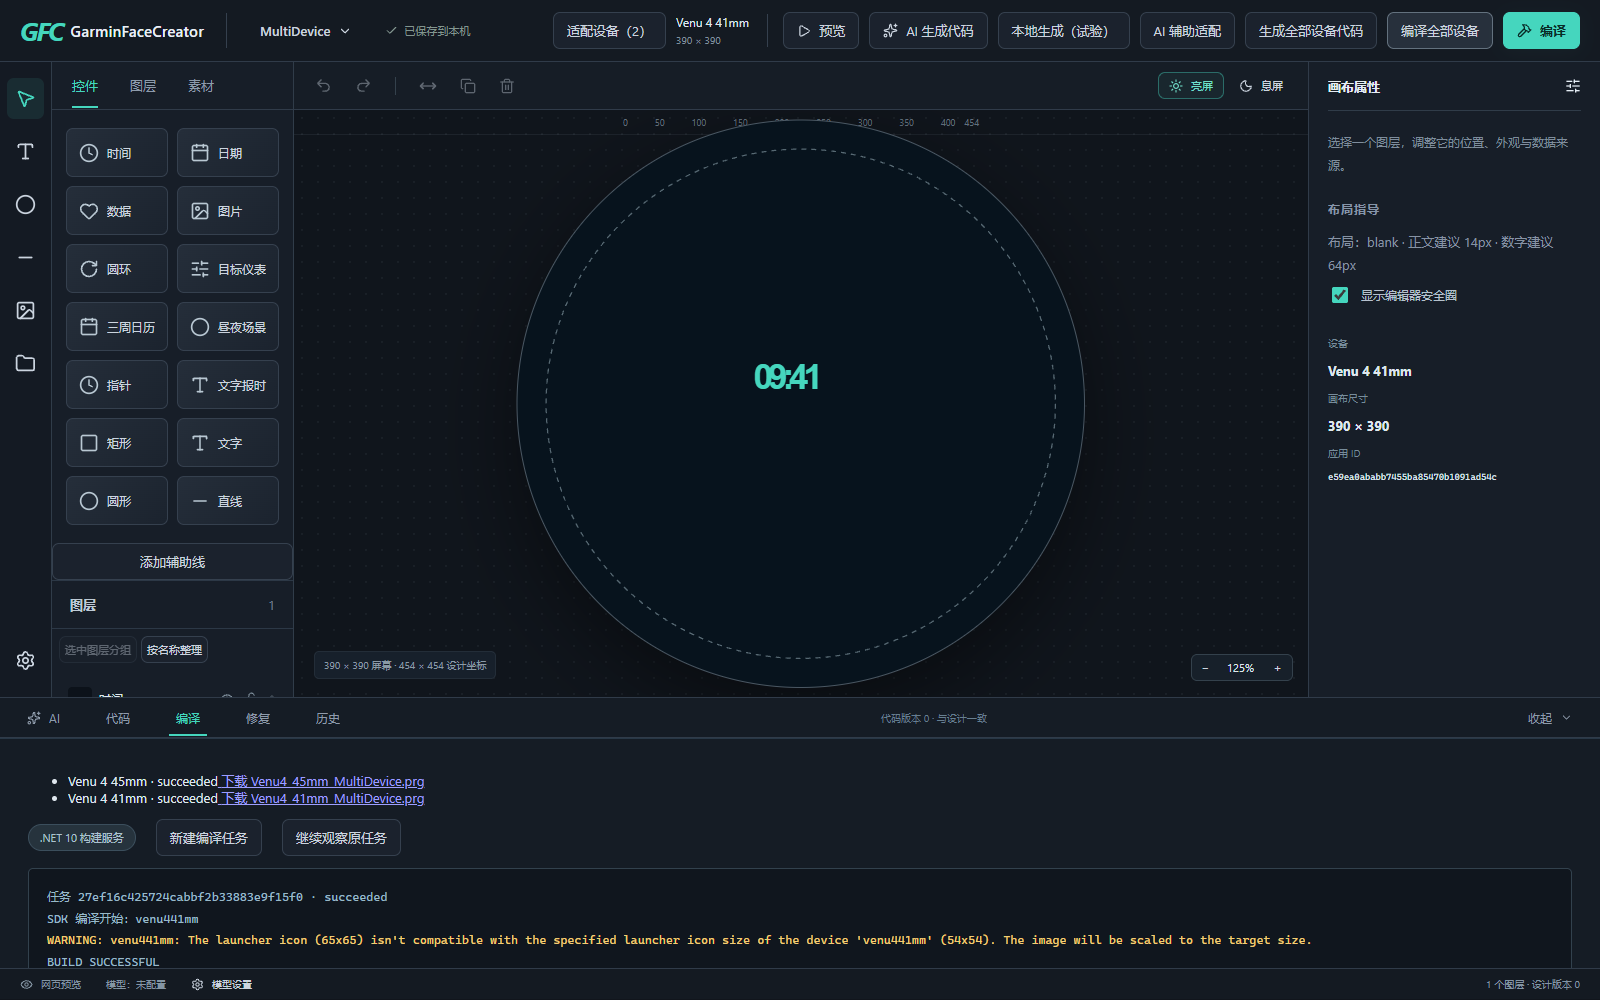 GFC GarminFaceCreator
MultiDevice
已保存到本机
适配设备（2）
Venu 4 41mm
390 × 390
预览
AI 生成代码
本地生成（试验）
AI 辅助适配
生成全部设备代码
编译全部设备
编译
控件
图层
素材
亮屏
息屏
画布属性
0 50 100 150 300 350 400 454
时间
日期
数据
图片
圆环
目标仪表
三周日历
昼夜场景
指针
文字报时
矩形
文字
圆形
直线
添加辅助线
图层
1
选中图层分组
按名称整理
09:41
390 × 390 屏幕 · 454 × 454 设计坐标
− 125% +
选择一个图层，调整它的位置、外观与数据来
源。
布局指导
布局：blank · 正文建议 14px · 数字建议
64px
显示编辑器安全圈
设备
Venu 4 41mm
画布尺寸
390 × 390
应用 ID
e59ea0ababb7455ba85470b1091ad54c
AI
代码
编译
修复
历史
代码版本 0 · 与设计一致
收起
• Venu 4 45mm · succeeded 下载 Venu4_45mm_MultiDevice.prg
• Venu 4 41mm · succeeded 下载 Venu4_41mm_MultiDevice.prg
.NET 10 构建服务
新建编译任务
继续观察原任务
任务 27ef16c425724cabbf2b33883e9f15f0 · succeeded
SDK 编译开始: venu441mm
WARNING: venu441mm: The launcher icon (65x65) isn't compatible with the specified launcher icon size of the device 'venu441mm' (54x54). The image will be scaled to the target size.
BUILD SUCCESSFUL
网页预览
模型：未配置
模型设置
1 个图层 · 设计版本 0